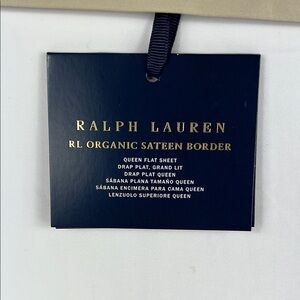 RALPH LAUREN
RL ORGANIC SATEEN BORDER
QUEEN FLAT SHEET
DRAP PLAT, GRAND LIT
DRAP PLAT QUEEN
SÁBANA PLANA TAMAÑO QUEEN
SÁBANA ENCIMERA PARA CAMA QUEEN
LENZUOLO SUPERIORE QUEEN